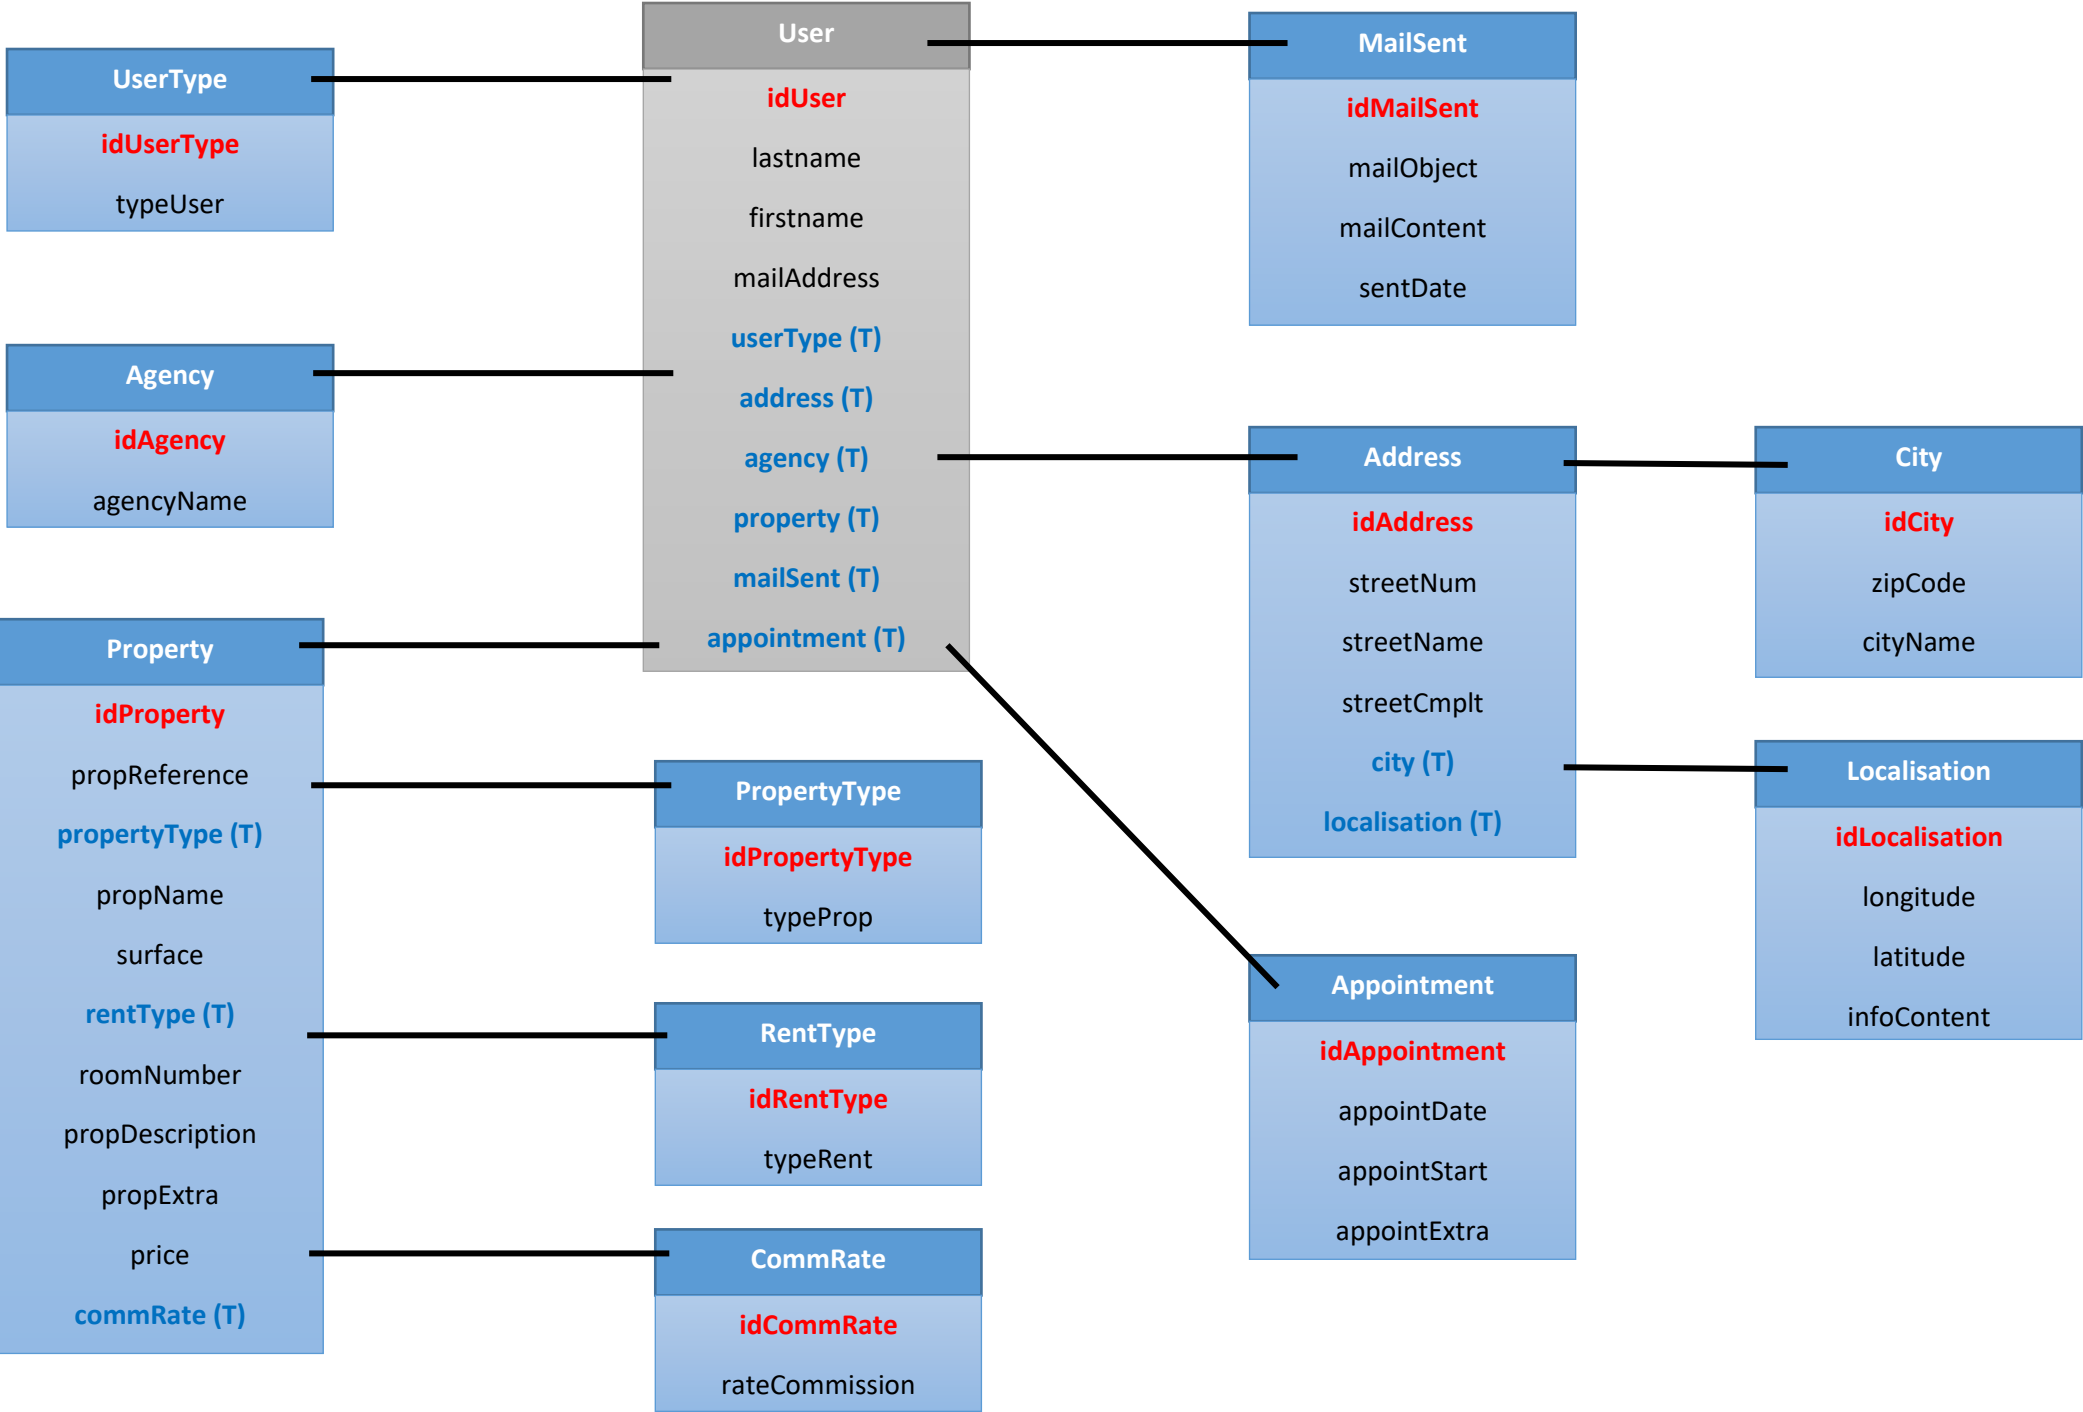 User
idUser
lastname
firstname
mailAddress
userType (T)
address (T)
agency (T)
property (T)
mailSent (T)
appointment (T)
UserType
idUserType
typeUser
Agency
idAgency
agencyName
Property
idProperty
propReference
propertyType (T)
propName
surface
rentType (T)
roomNumber
propDescription
propExtra
price
commRate (T)
PropertyType
idPropertyType
typeProp
RentType
idRentType
typeRent
CommRate
idCommRate
rateCommission
MailSent
idMailSent
mailObject
mailContent
sentDate
Address
idAddress
streetNum
streetName
streetCmplt
city (T)
localisation (T)
Appointment
idAppointment
appointDate
appointStart
appointExtra
City
idCity
zipCode
cityName
Localisation
idLocalisation
longitude
latitude
infoContent